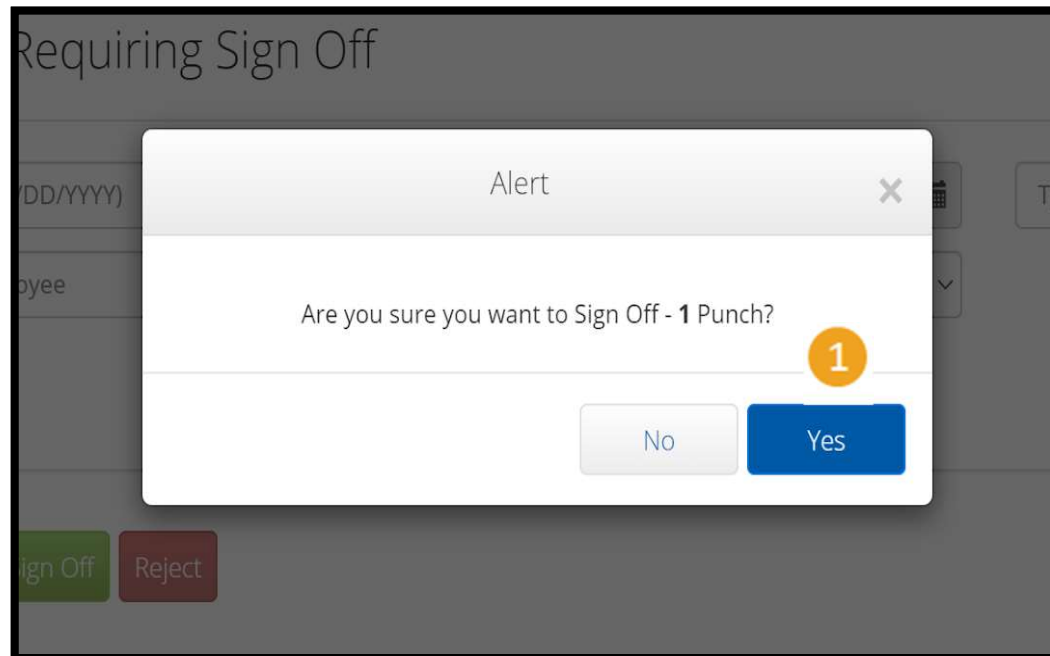 Requiring Sign Off
Alert
×
/DD/YYYY)
T
oyee
Are you sure you want to Sign Off - 1 Punch?
1
No
Yes
ign Off
Reject